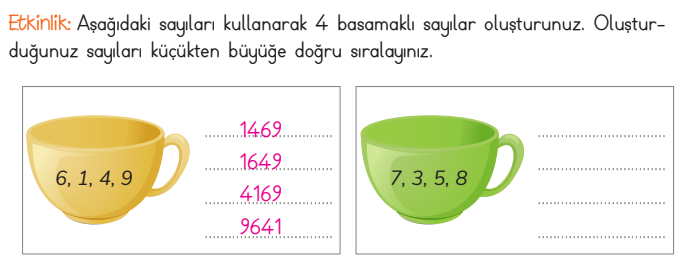 Etkinlik: Aşağıdaki sayıları kullanarak 4 basamaklı sayılar oluşturunuz. Oluştur-
duğunuz sayıları küçükten büyüğe doğru sıralayınız.
6, 1, 4, 9
1469
1649
4169
9641
7, 3, 5, 8